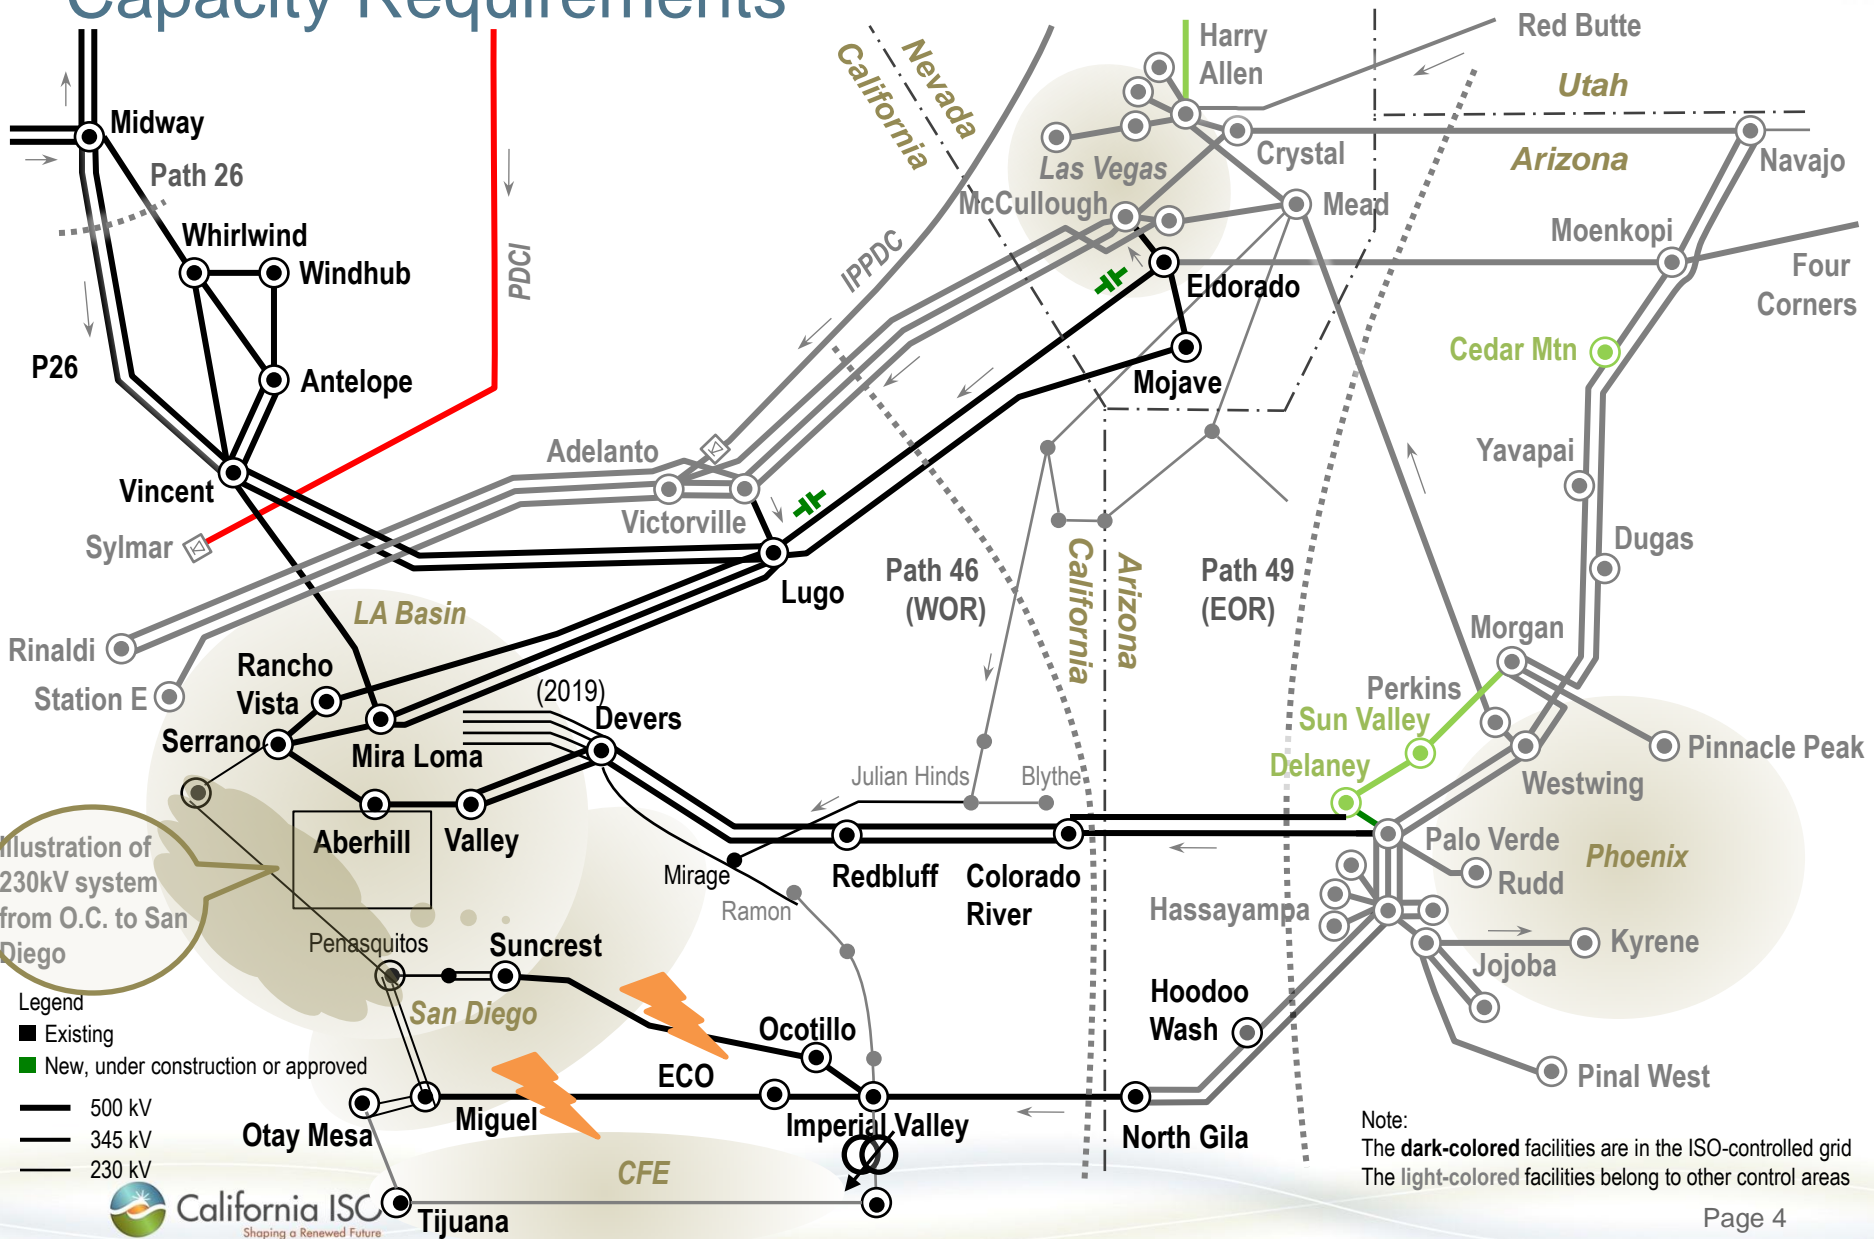 Capacity Requirements
Red Butte
Harry
Allen
Nevada
California
Utah
Midway
Path 26
Las Vegas
Crystal
Arizona
Navajo
McCullough
Mead
Whirlwind
Windhub
PDCI
IPPDC
Moenkopi
Eldorado
Four
Corners
P26
Antelope
Mojave
Cedar Mtn
Adelanto
Yavapai
Vincent
Victorville
Sylmar
Dugas
Lugo
Path 46
(WOR)
California
Arizona
Path 49
(EOR)
LA Basin
Rinaldi
Station E
Rancho
Vista
(2019)
Devers
Morgan
Perkins
Sun Valley
Serrano
Mira Loma
Delaney
Pinnacle Peak
Westwing
Julian Hinds
Blythe
Aberhill
Valley
Mirage
Redbluff
Colorado
River
Ramon
Palo Verde
Phoenix
Rudd
Hassayampa
Illustration of
230kV system
from O.C. to San
Diego
Penasquitos
Suncrest
Kyrene
Jojoba
San Diego
Hoodoo
Wash
Ocotillo
Legend
Existing
New, under construction or approved
500 kV
345 kV
230 kV
ECO
Miguel
Otay Mesa
Imperial Valley
North Gila
Pinal West
CFE
Tijuana
Note:
The dark-colored facilities are in the ISO-controlled grid
The light-colored facilities belong to other control areas
California ISO
Shaping a Renewed Future
Page 4